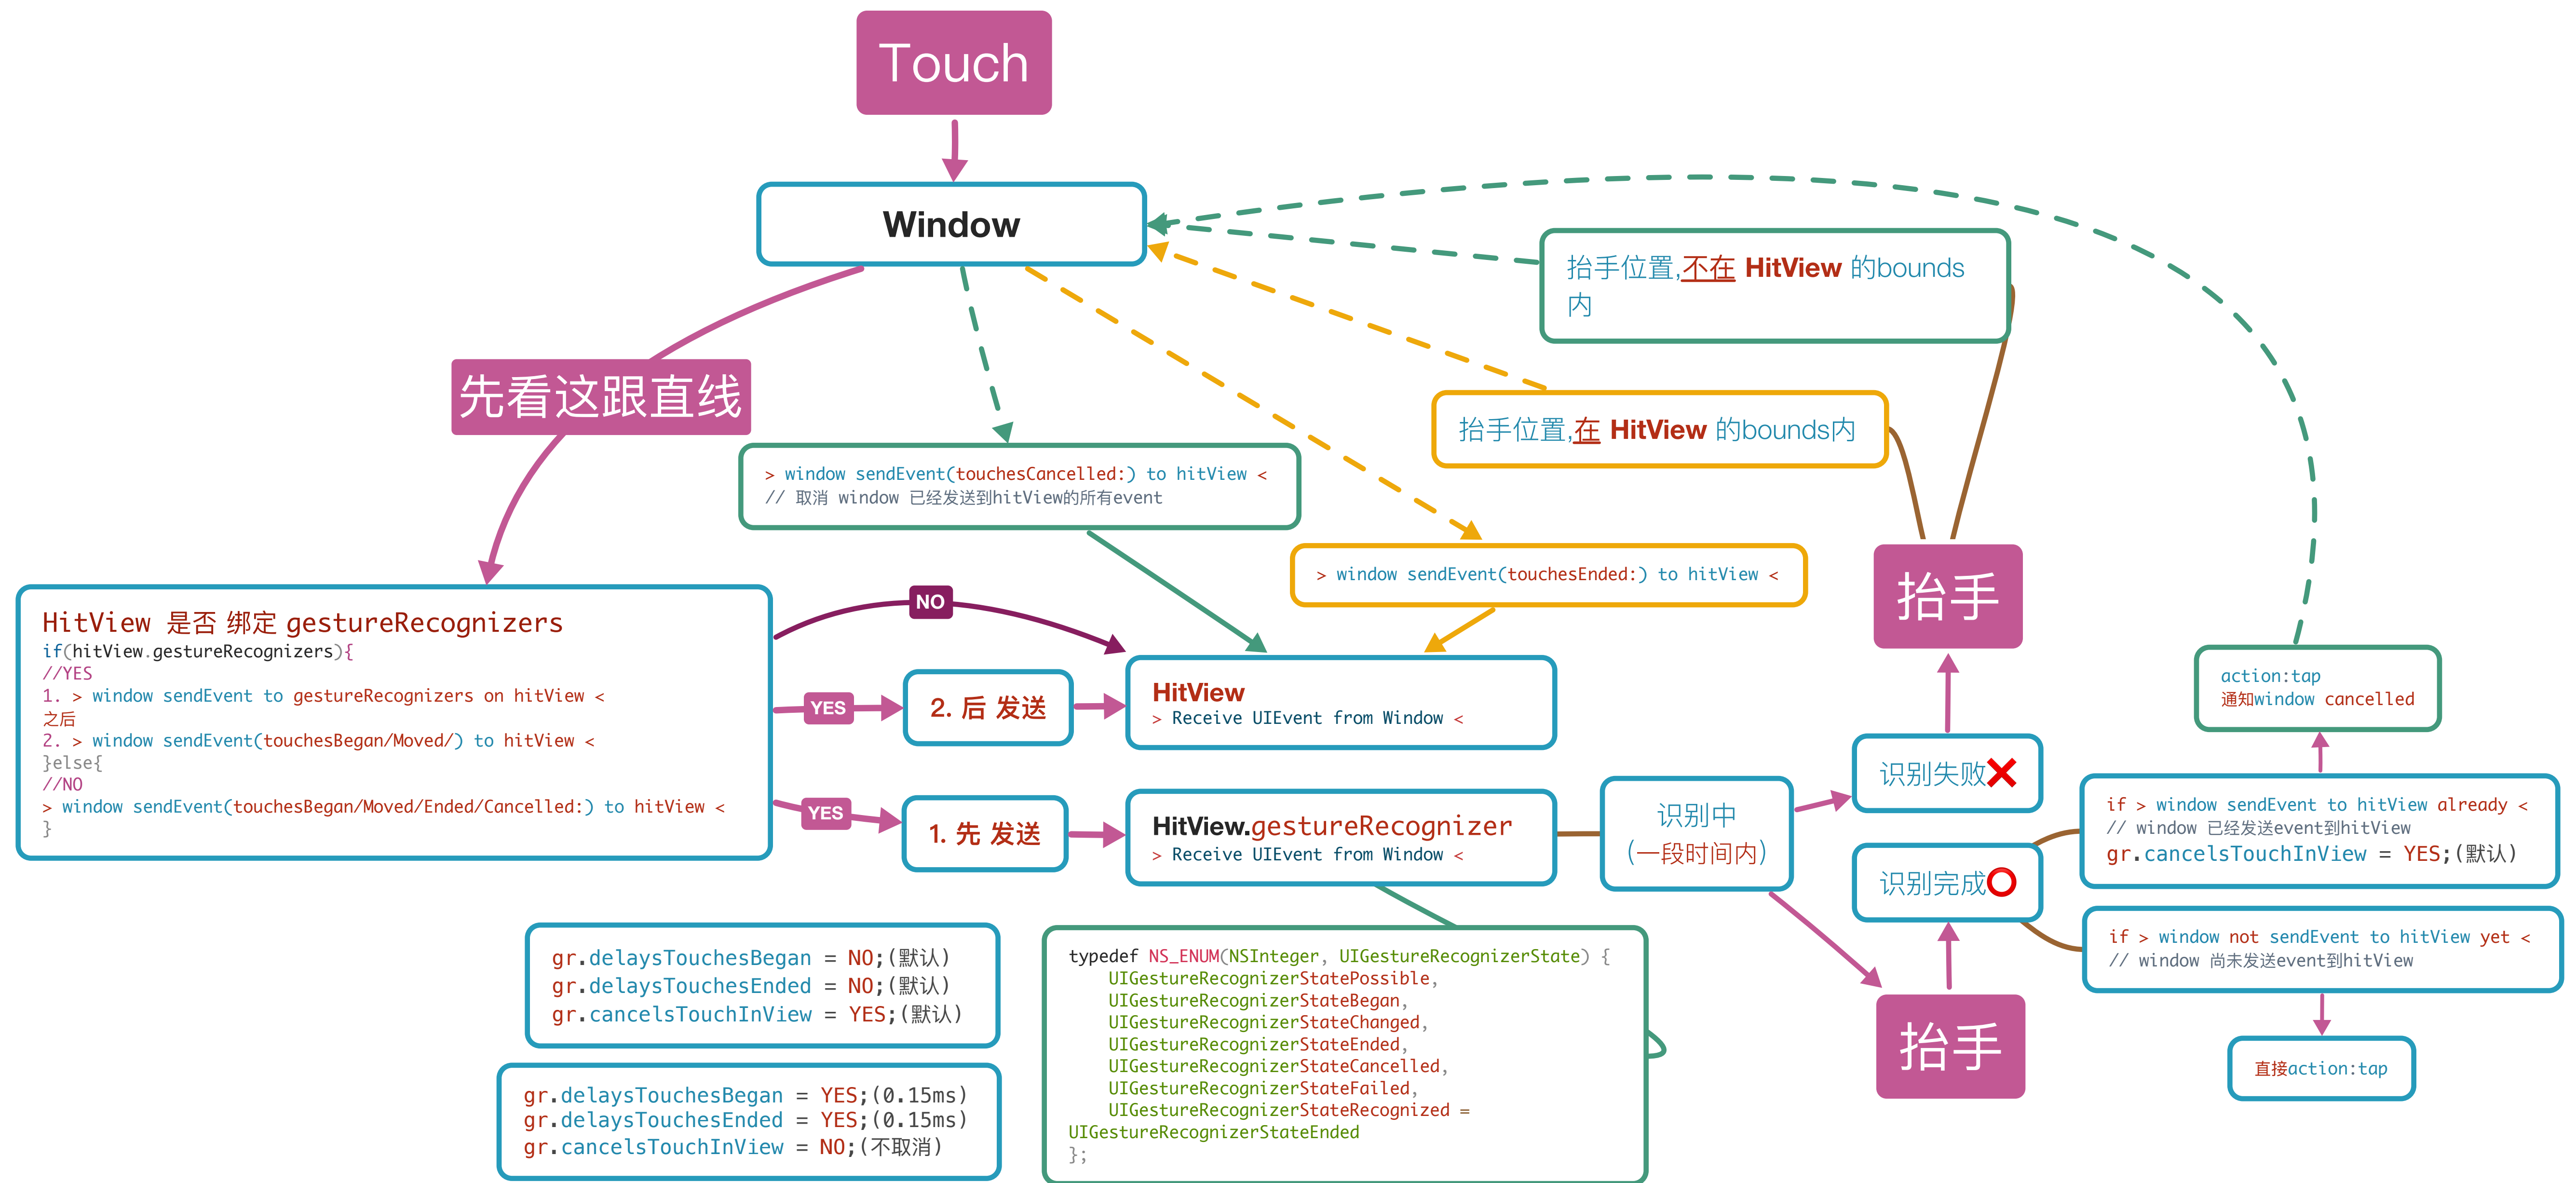 Touch
Window
抬手位置,不在 HitView 的bounds
内
先看这跟直线
抬手位置,在 HitView 的bounds内
> window sendEvent(touchesCancelled:) to hitView <
// 取消 window 已经发送到hitView的所有event
> window sendEvent(touchesEnded:) to hitView <
抬手
HitView 是否 绑定 gestureRecognizers
if(hitView.gestureRecognizers){
//YES
1. > window sendEvent to gestureRecognizers on hitView <
之后
2. > window sendEvent(touchesBegan/Moved/) to hitView <
}else{
//NO
> window sendEvent(touchesBegan/Moved/Ended/Cancelled:) to hitView <
}
NO
YES
2. 后 发送
HitView
> Receive UIEvent from Window <
YES
1. 先 发送
HitView.gestureRecognizer
> Receive UIEvent from Window <
识别中
(一段时间内)
识别失败❌
识别完成⭕
action:tap
通知window cancelled
if > window sendEvent to hitView already <
// window 已经发送event到hitView
gr.cancelsTouchInView = YES;(默认)
if > window not sendEvent to hitView yet <
// window 尚未发送event到hitView
抬手
直接action:tap
gr.delaysTouchesBegan = NO;(默认)
gr.delaysTouchesEnded = NO;(默认)
gr.cancelsTouchInView = YES;(默认)
gr.delaysTouchesBegan = YES;(0.15ms)
gr.delaysTouchesEnded = YES;(0.15ms)
gr.cancelsTouchInView = NO;(不取消)
typedef NS_ENUM(NSInteger, UIGestureRecognizerState) {
    UIGestureRecognizerStatePossible,
    UIGestureRecognizerStateBegan,
    UIGestureRecognizerStateChanged,
    UIGestureRecognizerStateEnded,
    UIGestureRecognizerStateCancelled,
    UIGestureRecognizerStateFailed,
    UIGestureRecognizerStateRecognized =
UIGestureRecognizerStateEnded
};